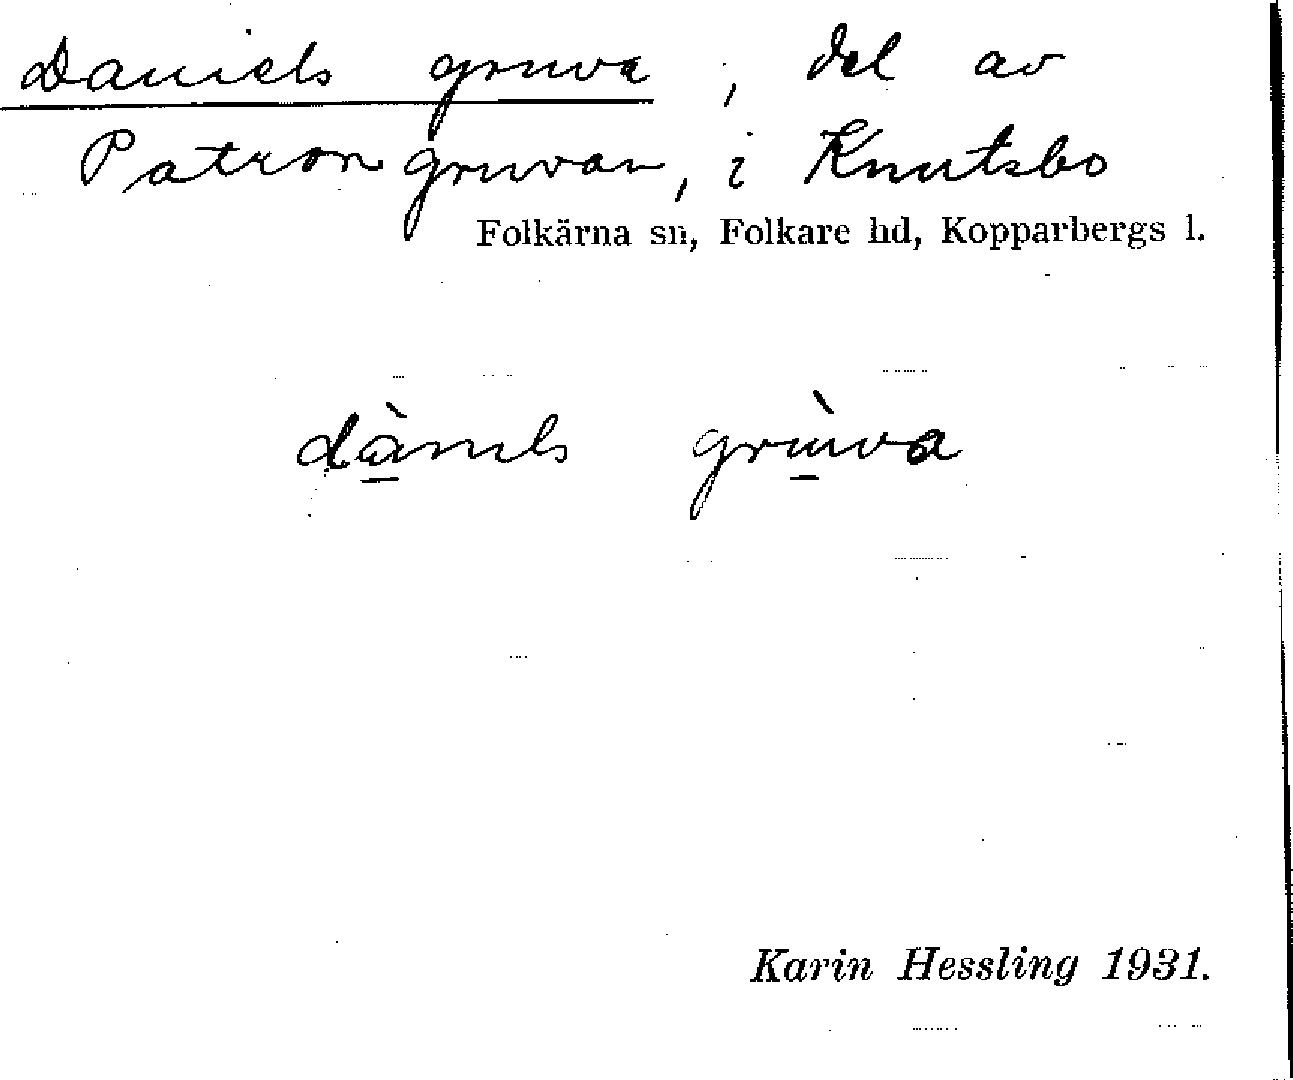 Daniels gruva, del av
Patrongruvan, i Knutsbo
Folkärna sn, Folkare hd, Kopparbergs l.
dànils grùva
Karin Hessling 1931.